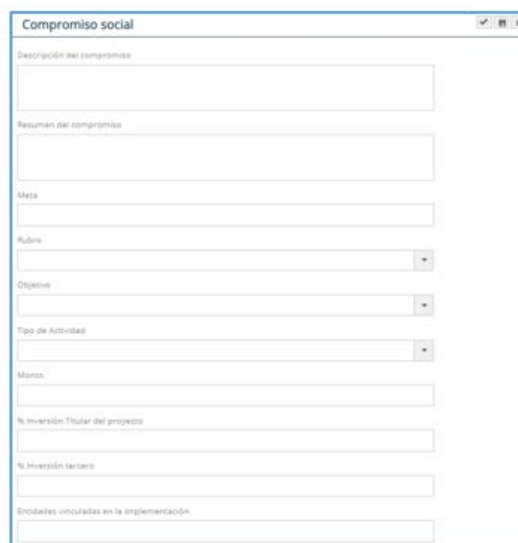 Compromiso social
Descripción del compromiso
Resumen del compromiso
Meta
Rubro
Objetivo
Tipo de Actividad
Monto
% Inversión Titular del proyecto
% Inversión tercero
Entidades vinculadas en la implementación